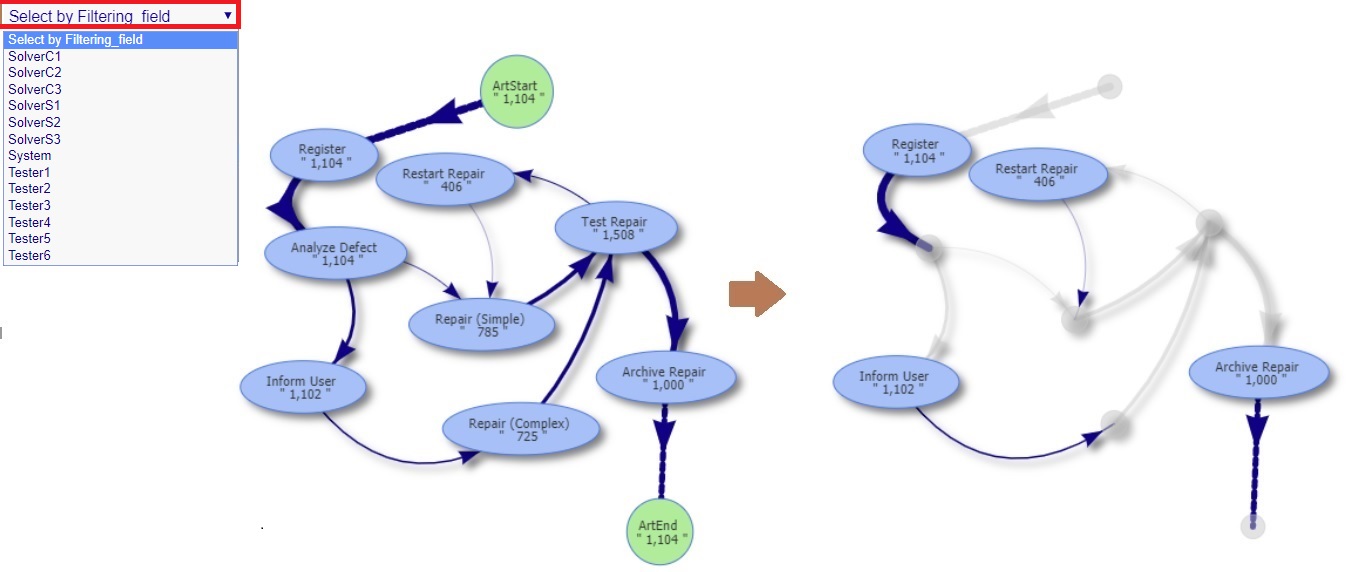 Select by Filtering_field ▼
Select by Filtering_field
SolverC1
SolverC2
SolverC3
SolverS1
SolverS2
SolverS3
System
Tester1
Tester2
Tester3
Tester4
Tester5
Tester6
ArtStart
" 1,104 "
Register
" 1,104 "
Restart Repair
" 406 "
Test Repair
" 1,508 "
Analyze Defect
" 1,104 "
Repair (Simple)
" 785 "
Inform User
" 1,102 "
Archive Repair
" 1,000 "
Repair (Complex)
" 725 "
ArtEnd
" 1,104 "
Register
" 1,104 "
Restart Repair
" 406 "
Inform User
" 1,102 "
Archive Repair
" 1,000 "